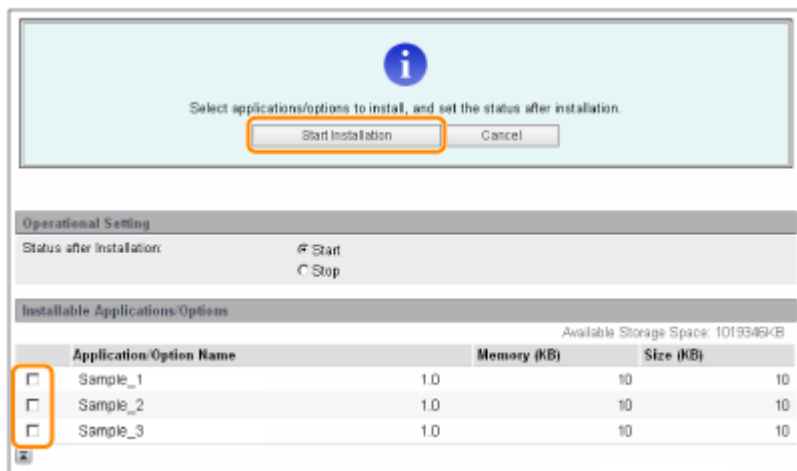 i
Select applications/options to install, and set the status after installation.
Start Installation Cancel
Operational Setting
Status after Installation: Start
Stop
Installable Applications/Options
Available Storage Space: 1019346KB
Application/Option Name Memory (KB) Size (KB)
Sample_1 1.0 10 10
Sample_2 1.0 10 10
Sample_3 1.0 10 10